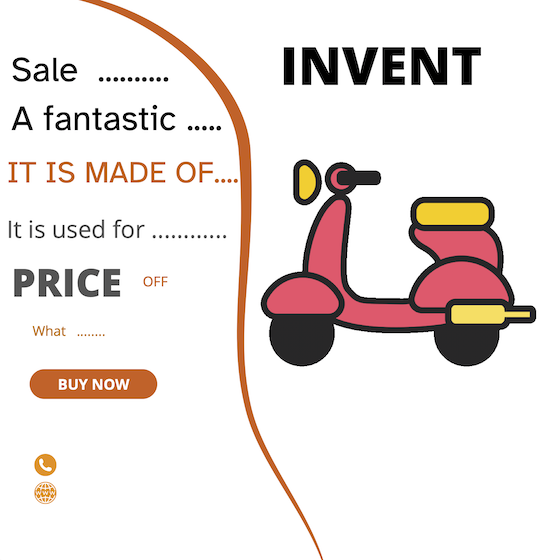 Sale ..........
A fantastic .....
IT IS MADE OF....
It is used for ............
PRICE OFF
What ........
BUY NOW
INVENT